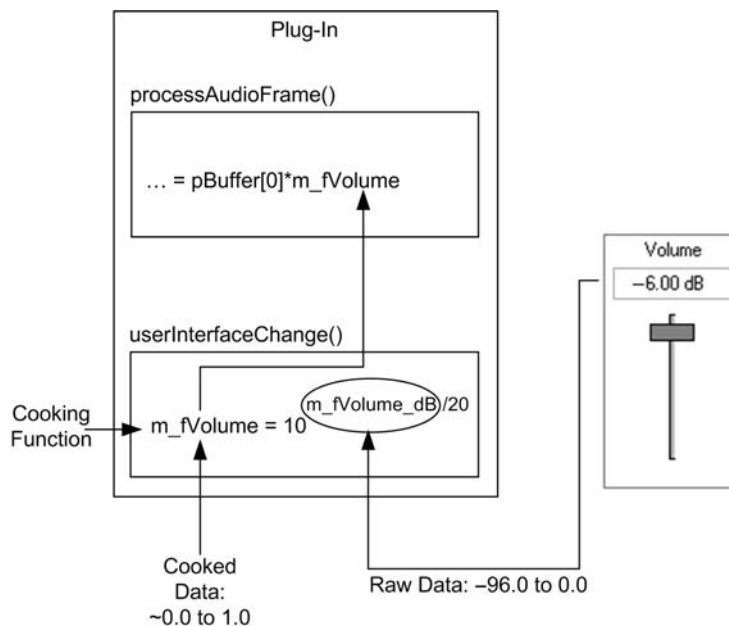 Plug-In
processAudioFrame()
… = pBuffer[0]*m_fVolume
Volume
–6.00 dB
userInterfaceChange()
m_fVolume_dB/20
Cooking
Function
m_fVolume = 10
Cooked
Data:
~0.0 to 1.0
Raw Data: –96.0 to 0.0